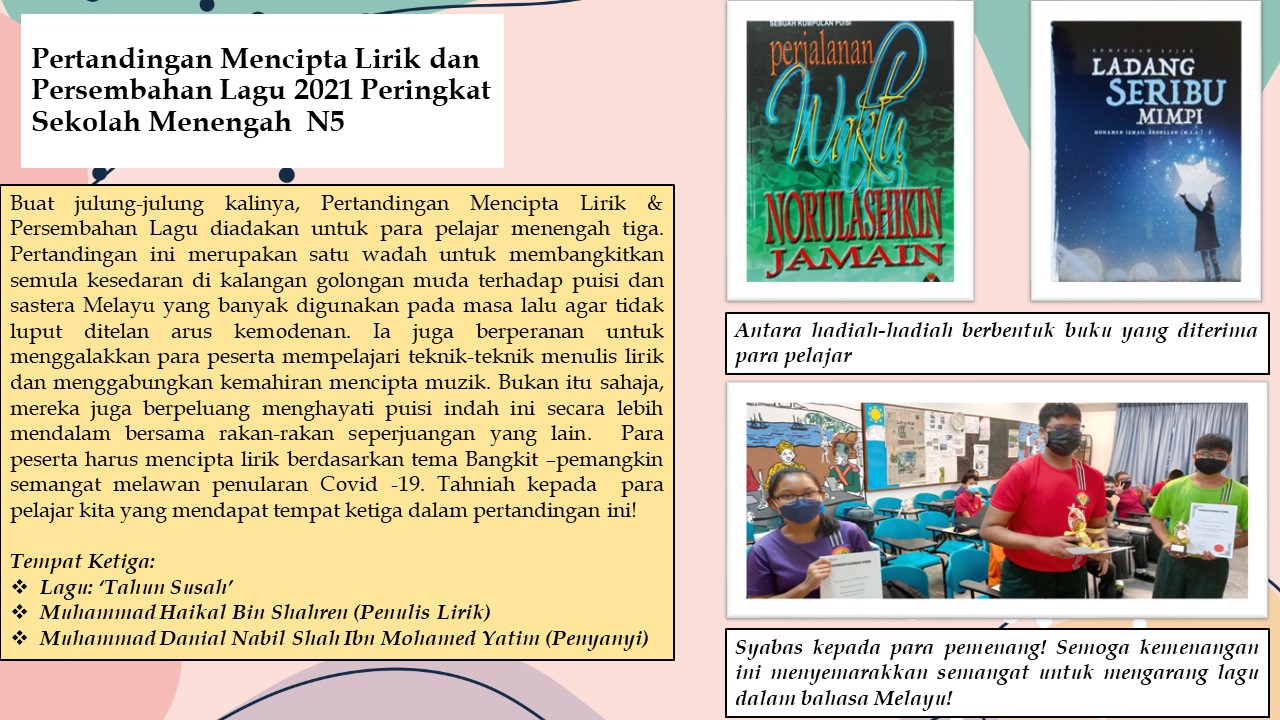 Pertandingan Mencipta Lirik dan
Persembahan Lagu 2021 Peringkat
Sekolah Menengah N5
Buat julung-julung kalinya, Pertandingan Mencipta Lirik &
Persembahan Lagu diadakan untuk para pelajar menengah tiga.
Pertandingan ini merupakan satu wadah untuk membangkitkan
semula kesedaran di kalangan golongan muda terhadap puisi dan
sastera Melayu yang banyak digunakan pada masa lalu agar tidak
luput ditelan arus kemodenan. Ia juga berperanan untuk
menggalakkan para peserta mempelajari teknik-teknik menulis lirik
dan menggabungkan kemahiran mencipta muzik. Bukan itu sahaja,
mereka juga berpeluang menghayati puisi indah ini secara lebih
mendalam bersama rakan-rakan seperjuangan yang lain. Para
peserta harus mencipta lirik berdasarkan tema Bangkit –pemangkin
semangat melawan penularan Covid -19. Tahniah kepada para
pelajar kita yang mendapat tempat ketiga dalam pertandingan ini!
Tempat Ketiga:
❖ Lagu: ‘Tahun Susah’
❖ Muhammad Haikal Bin Shahren (Penulis Lirik)
❖ Muhammad Danial Nabil Shah Ibn Mohamed Yatim (Penyanyi)
SEBUAH KUMPULAN PUISI
perjalanan
Waktu
NORULASHIKIN
JAMAIN
KUMPULAN SAJAK
LADANG
SERIBU
MIMPI
MOHAMED ISMAIL ABDULLAH (M.I.A.)
Antara hadiah-hadiah berbentuk buku yang diterima
para pelajar
Syabas kepada para pemenang! Semoga kemenangan
ini menyemarakkan semangat untuk mengarang lagu
dalam bahasa Melayu!